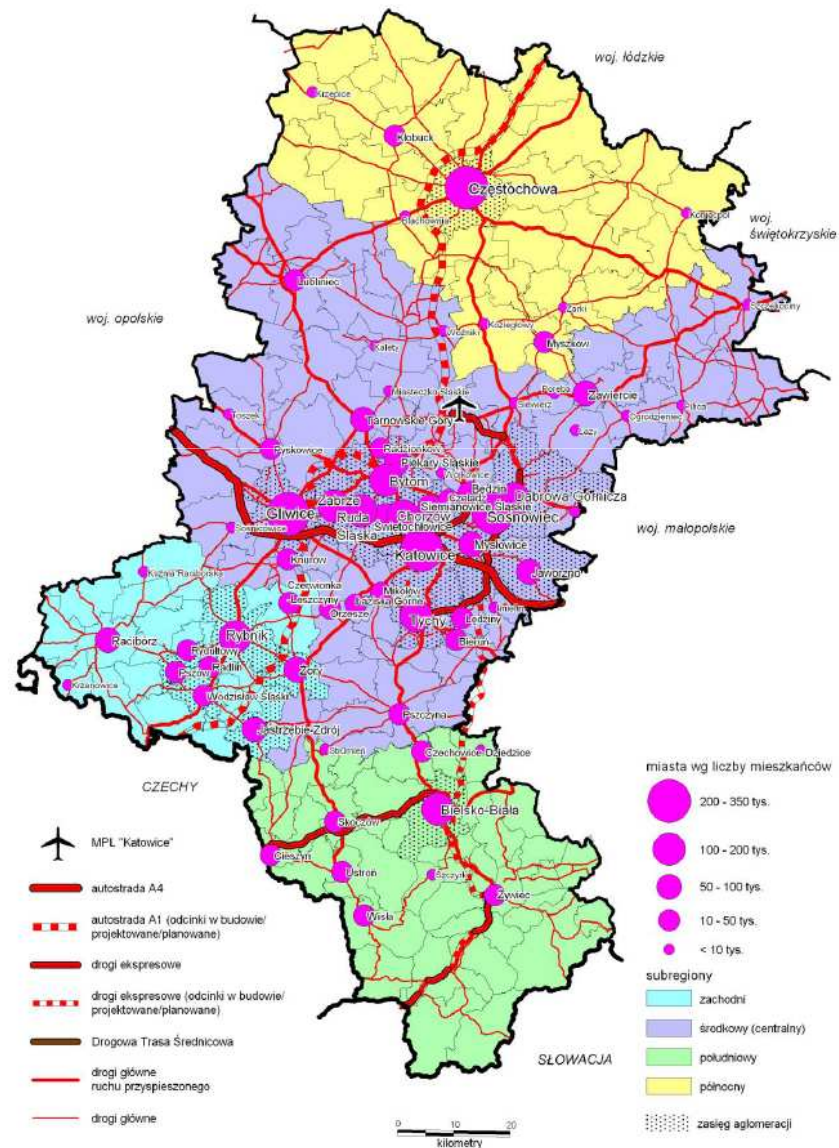 woj. łódzkie
Krzepice
Kłobuck
Częstochowa
Blachownia
Koniecpol
woj.
świętokrzyskie
Lubliniec
woj. opolskie
Żarki
Szczekociny
Woźniki
Koziegłowy
Myszków
Kalety
Miasteczko Śląskie
Poręba
Zawiercie
Siewierz
Pilica
Ogrodzieniec
Toszek
Tarnowskie Góry
Łazy
Pyskowice
Radzionków
Piekary Śląskie
Wojkowice
Bytom
Będzin
Dąbrowa Górnicza
Zabrze
Czeladź
Siemianowice Śląskie
Gliwice
Ruda
Śląska
Chorzów
Sosnowiec
Świętochłowice
Sośnicowice
woj. małopolskie
Katowice
Mysłowice
Knurów
Jaworzno
Kuźnia Raciborska
Czerwionka
Leszczyny
Mikołów
Łaziska Górne
Orzesze
Imielin
Tychy
Lędziny
Bieruń
Racibórz
Rybnik
Rydułtowy
Radlin
Pszów
Żory
Krzanowice
Wodzisław Śląski
Pszczyna
Jastrzębie-Zdrój
Strumień
Czechowice-Dziedzice
CZECHY
Bielsko-Biała
Skoczów
Cieszyn
Ustroń
Szczyrk
Wisła
Żywiec
SŁOWACJA
MPL "Katowice"
autostrada A4
autostrada A1 (odcinki w budowie/
projektowane/planowane)
drogi ekspresowe
drogi ekspresowe (odcinki w budowie/
projektowane/planowane)
Drogowa Trasa Średnicowa
drogi główne
ruchu przyspieszonego
drogi główne
0 10 20
kilometry
miasta wg liczby mieszkańców
200 - 350 tys.
100 - 200 tys.
50 - 100 tys.
10 - 50 tys.
< 10 tys.
subregiony
zachodni
środkowy (centralny)
południowy
północny
zasięg aglomeracji